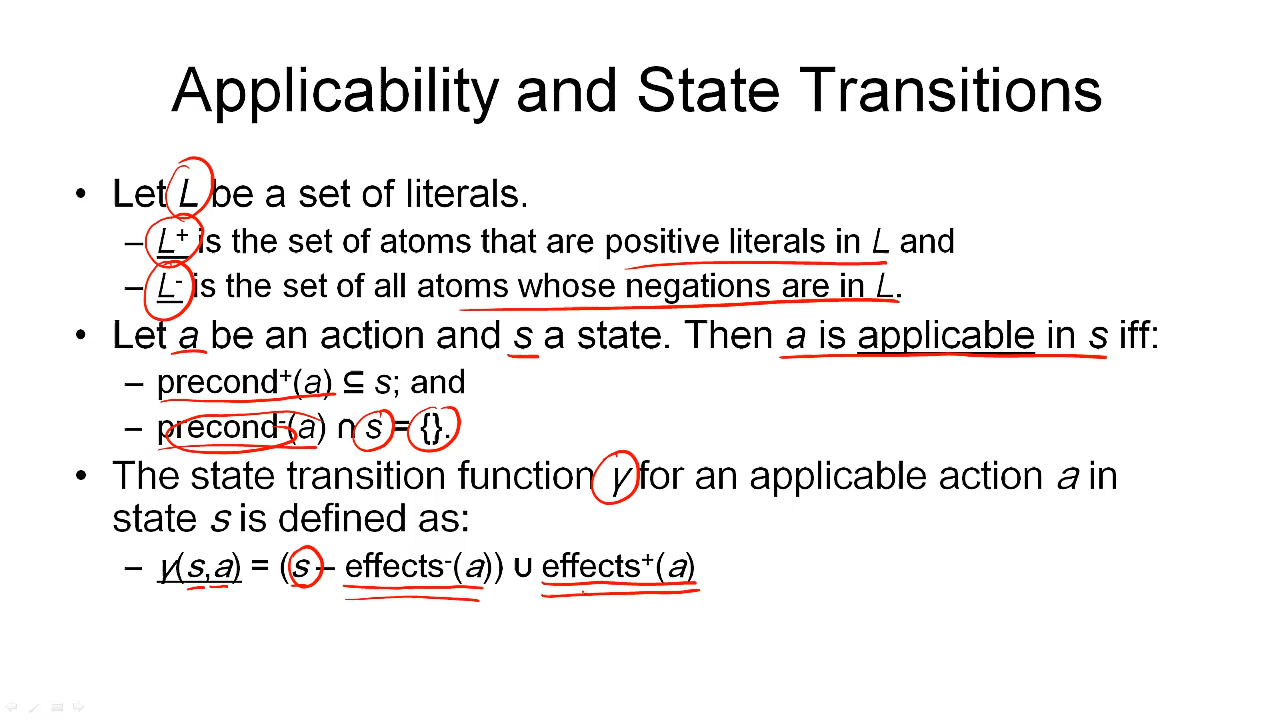 Applicability and State Transitions
• Let L be a set of literals.
– L⁺ is the set of atoms that are positive literals in L and
– L⁻ is the set of all atoms whose negations are in L.
• Let a be an action and s a state. Then a is applicable in s iff:
– precond⁺(a) ⊆ s; and
– precond⁻(a) ∩ s = {}.
• The state transition function γ for an applicable action a in
state s is defined as:
– γ(s,a) = (s – effects⁻(a)) ∪ effects⁺(a)